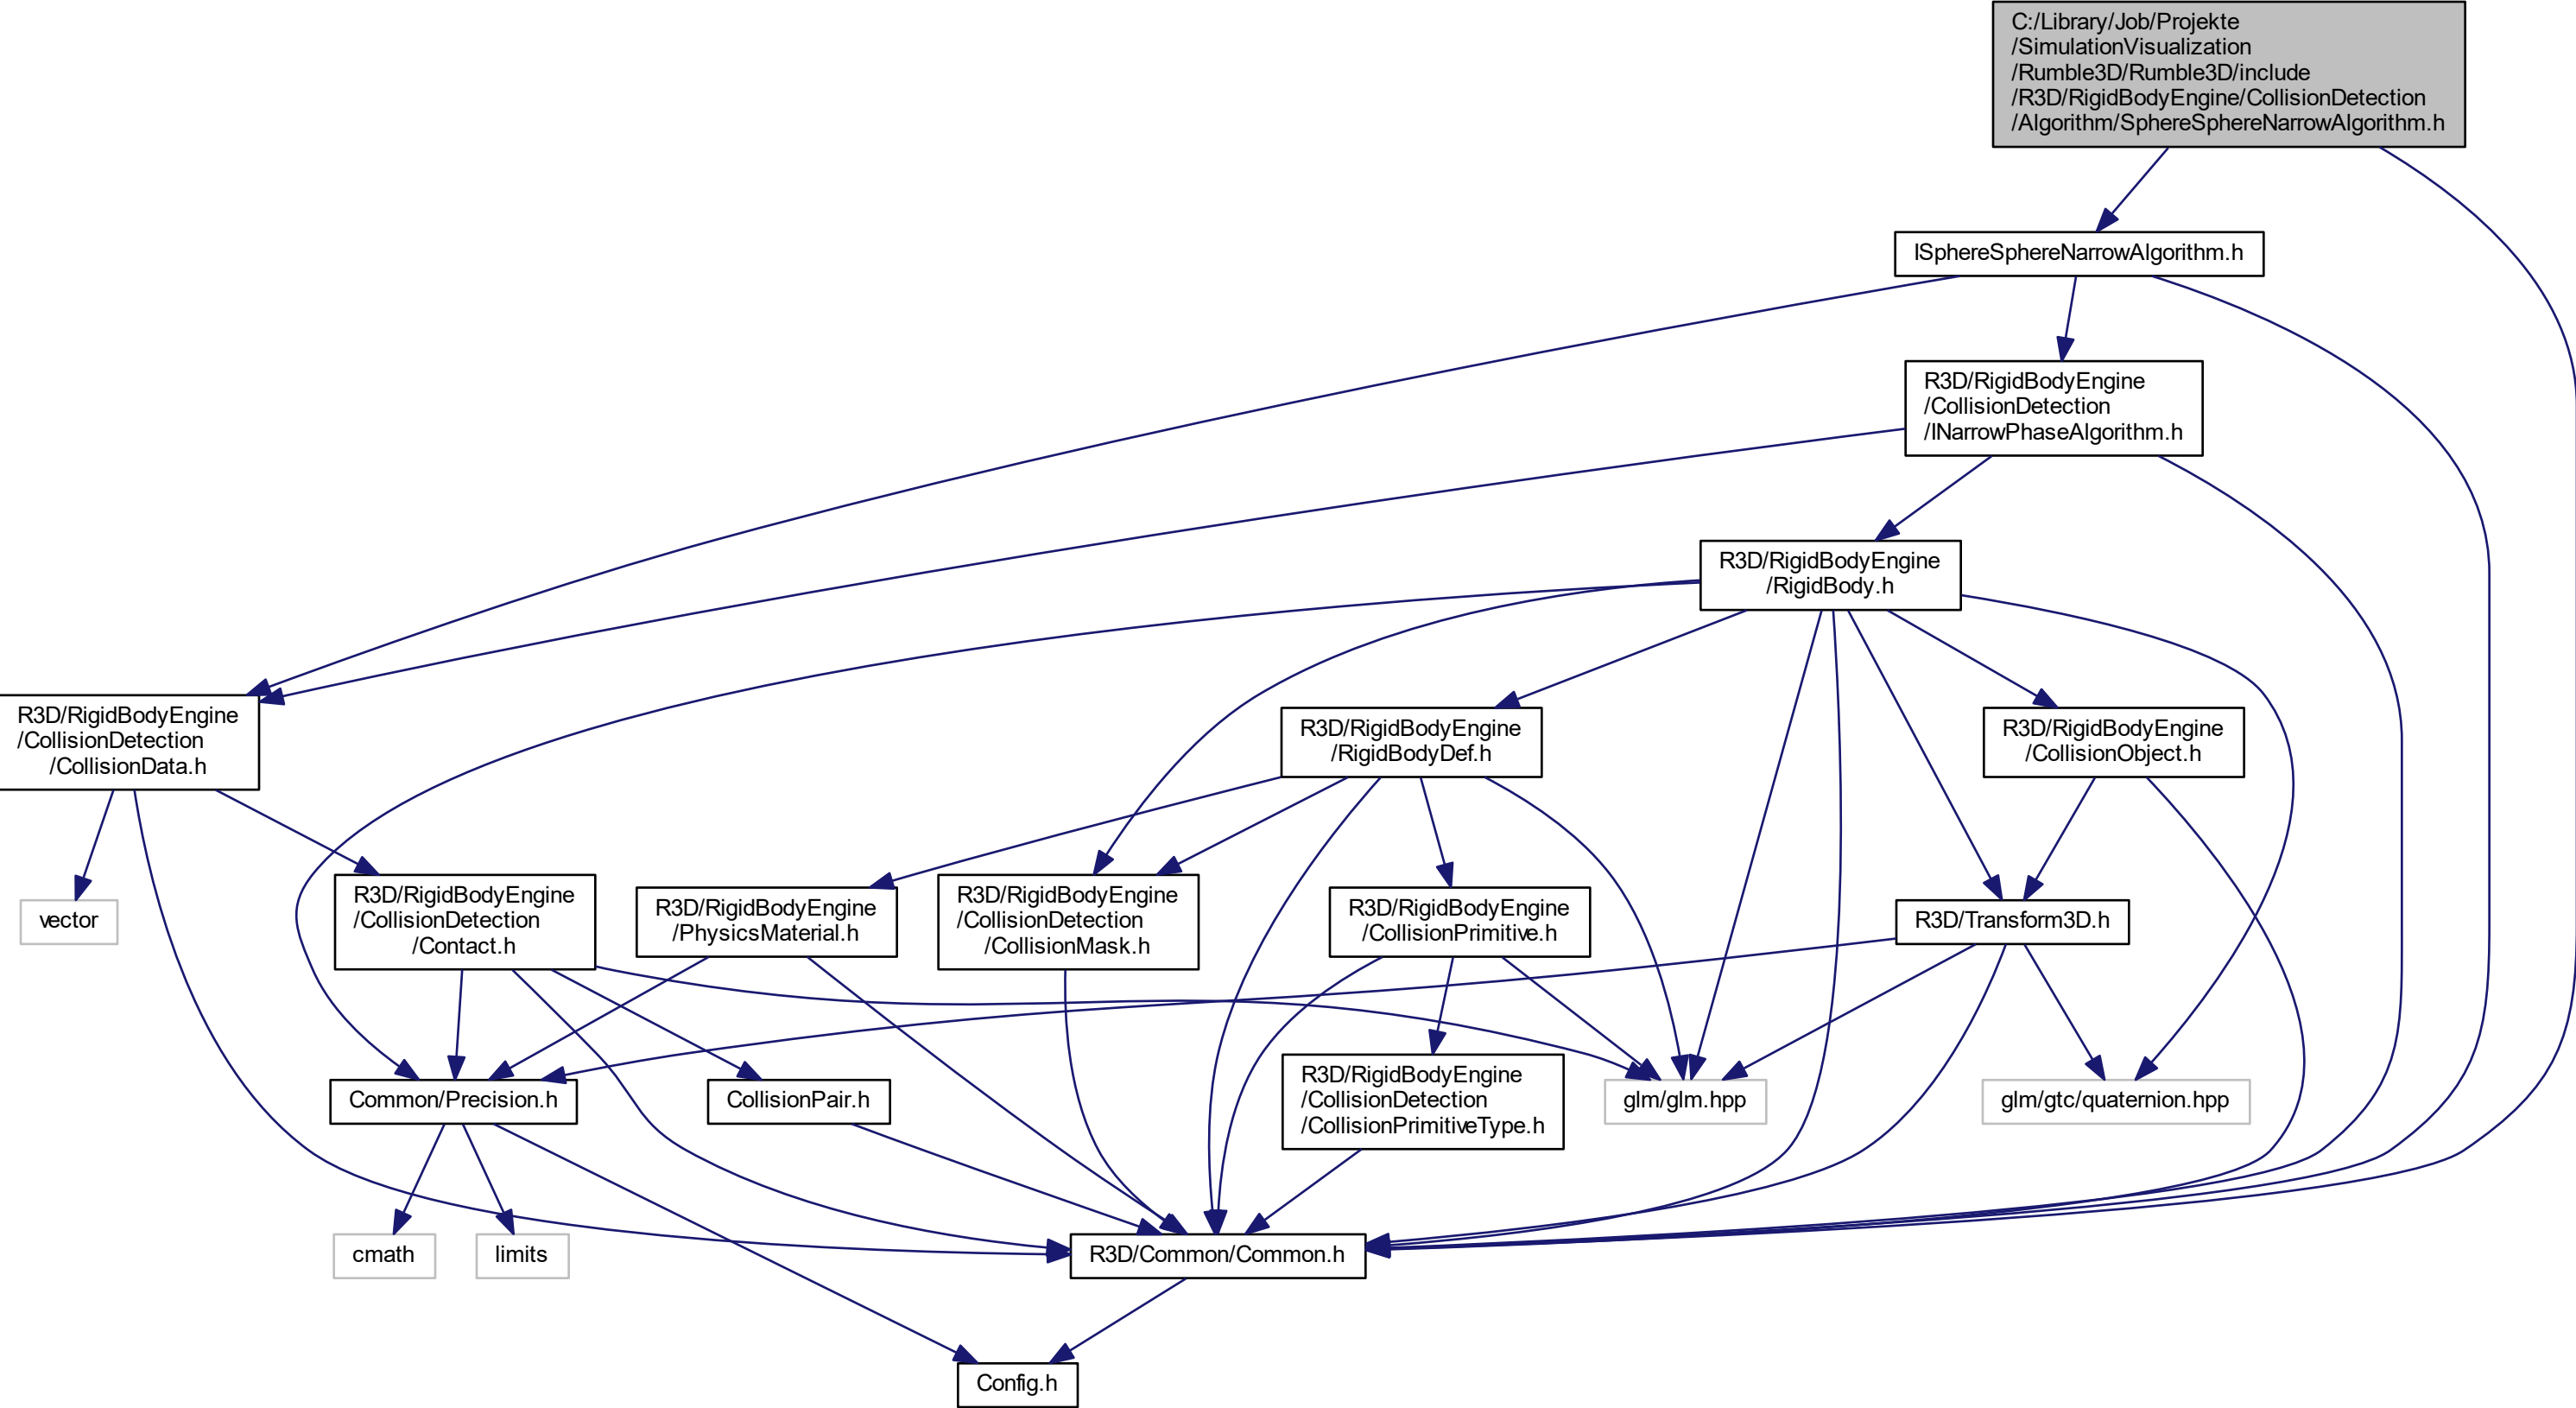 C:/Library/Job/Projekte
/SimulationVisualization
/Rumble3D/Rumble3D/include
/R3D/RigidBodyEngine/CollisionDetection
/Algorithm/SphereSphereNarrowAlgorithm.h
ISphereSphereNarrowAlgorithm.h
R3D/RigidBodyEngine
/CollisionDetection
/INarrowPhaseAlgorithm.h
R3D/RigidBodyEngine
/RigidBody.h
R3D/RigidBodyEngine
/CollisionDetection
/CollisionData.h
R3D/RigidBodyEngine
/RigidBodyDef.h
R3D/RigidBodyEngine
/CollisionObject.h
vector
R3D/RigidBodyEngine
/CollisionDetection
/Contact.h
R3D/RigidBodyEngine
/PhysicsMaterial.h
R3D/RigidBodyEngine
/CollisionDetection
/CollisionMask.h
R3D/RigidBodyEngine
/CollisionPrimitive.h
R3D/Transform3D.h
Common/Precision.h
CollisionPair.h
R3D/RigidBodyEngine
/CollisionDetection
/CollisionPrimitiveType.h
glm/glm.hpp
glm/gtc/quaternion.hpp
cmath
limits
R3D/Common/Common.h
Config.h